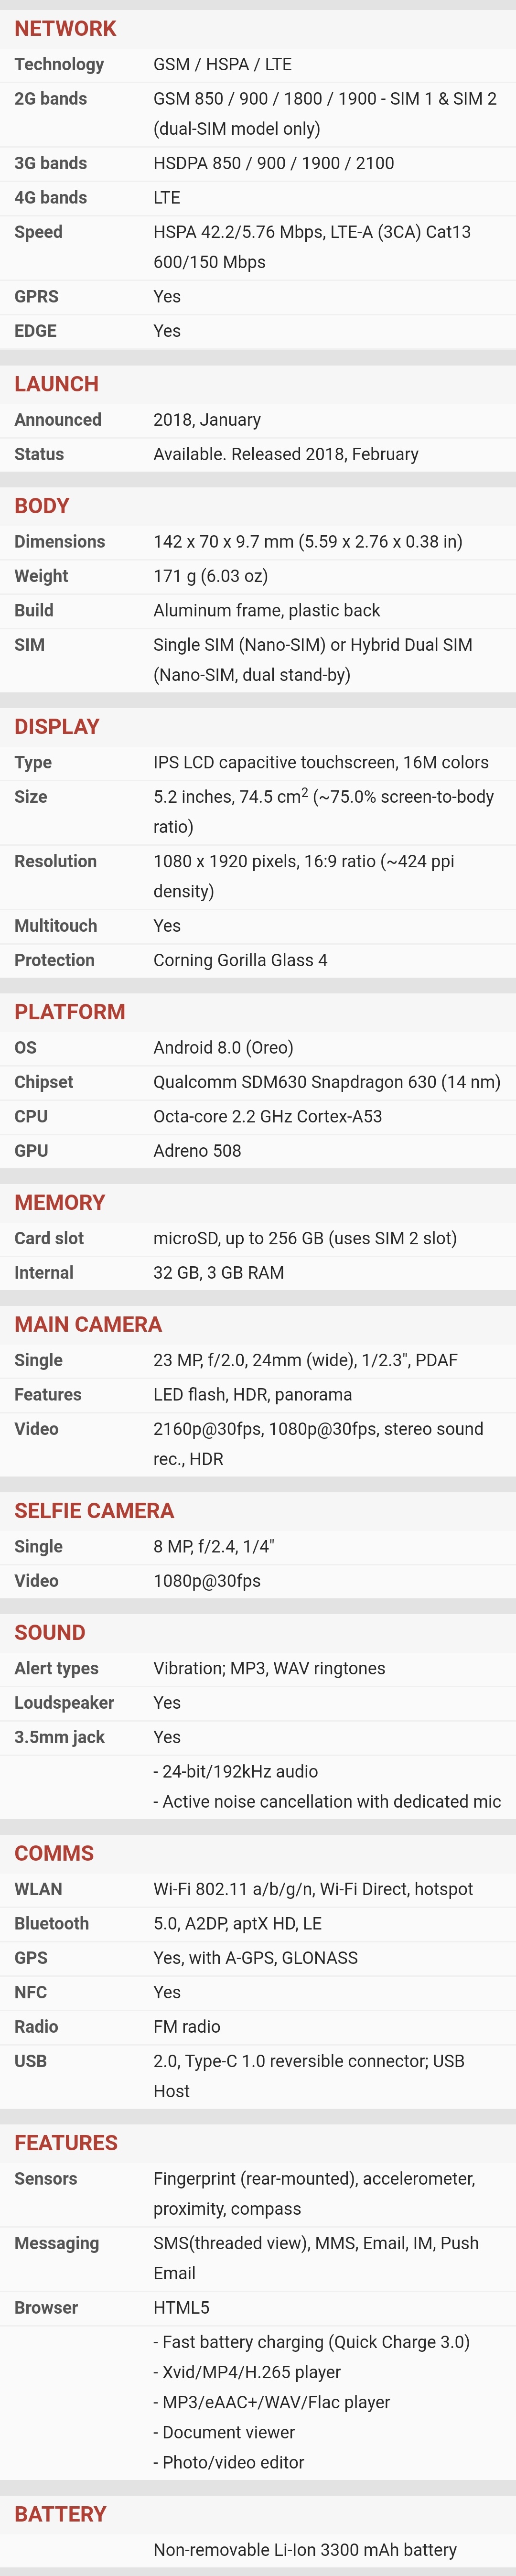 NETWORK
Technology GSM / HSPA / LTE
2G bands GSM 850 / 900 / 1800 / 1900 - SIM 1 & SIM 2
(dual-SIM model only)
3G bands HSDPA 850 / 900 / 1900 / 2100
4G bands LTE
Speed HSPA 42.2/5.76 Mbps, LTE-A (3CA) Cat13
600/150 Mbps
GPRS Yes
EDGE Yes
LAUNCH
Announced 2018, January
Status Available. Released 2018, February
BODY
Dimensions 142 x 70 x 9.7 mm (5.59 x 2.76 x 0.38 in)
Weight 171 g (6.03 oz)
Build Aluminum frame, plastic back
SIM Single SIM (Nano-SIM) or Hybrid Dual SIM
(Nano-SIM, dual stand-by)
DISPLAY
Type IPS LCD capacitive touchscreen, 16M colors
Size 5.2 inches, 74.5 cm² (~75.0% screen-to-body
ratio)
Resolution 1080 x 1920 pixels, 16:9 ratio (~424 ppi
density)
Multitouch Yes
Protection Corning Gorilla Glass 4
PLATFORM
OS Android 8.0 (Oreo)
Chipset Qualcomm SDM630 Snapdragon 630 (14 nm)
CPU Octa-core 2.2 GHz Cortex-A53
GPU Adreno 508
MEMORY
Card slot microSD, up to 256 GB (uses SIM 2 slot)
Internal 32 GB, 3 GB RAM
MAIN CAMERA
Single 23 MP, f/2.0, 24mm (wide), 1/2.3", PDAF
Features LED flash, HDR, panorama
Video 2160p@30fps, 1080p@30fps, stereo sound
rec., HDR
SELFIE CAMERA
Single 8 MP, f/2.4, 1/4"
Video 1080p@30fps
SOUND
Alert types Vibration; MP3, WAV ringtones
Loudspeaker Yes
3.5mm jack Yes
- 24-bit/192kHz audio
- Active noise cancellation with dedicated mic
COMMS
WLAN Wi-Fi 802.11 a/b/g/n, Wi-Fi Direct, hotspot
Bluetooth 5.0, A2DP, aptX HD, LE
GPS Yes, with A-GPS, GLONASS
NFC Yes
Radio FM radio
USB 2.0, Type-C 1.0 reversible connector; USB
Host
FEATURES
Sensors Fingerprint (rear-mounted), accelerometer,
proximity, compass
Messaging SMS(threaded view), MMS, Email, IM, Push
Email
Browser HTML5
- Fast battery charging (Quick Charge 3.0)
- Xvid/MP4/H.265 player
- MP3/eAAC+/WAV/Flac player
- Document viewer
- Photo/video editor
BATTERY
Non-removable Li-Ion 3300 mAh battery